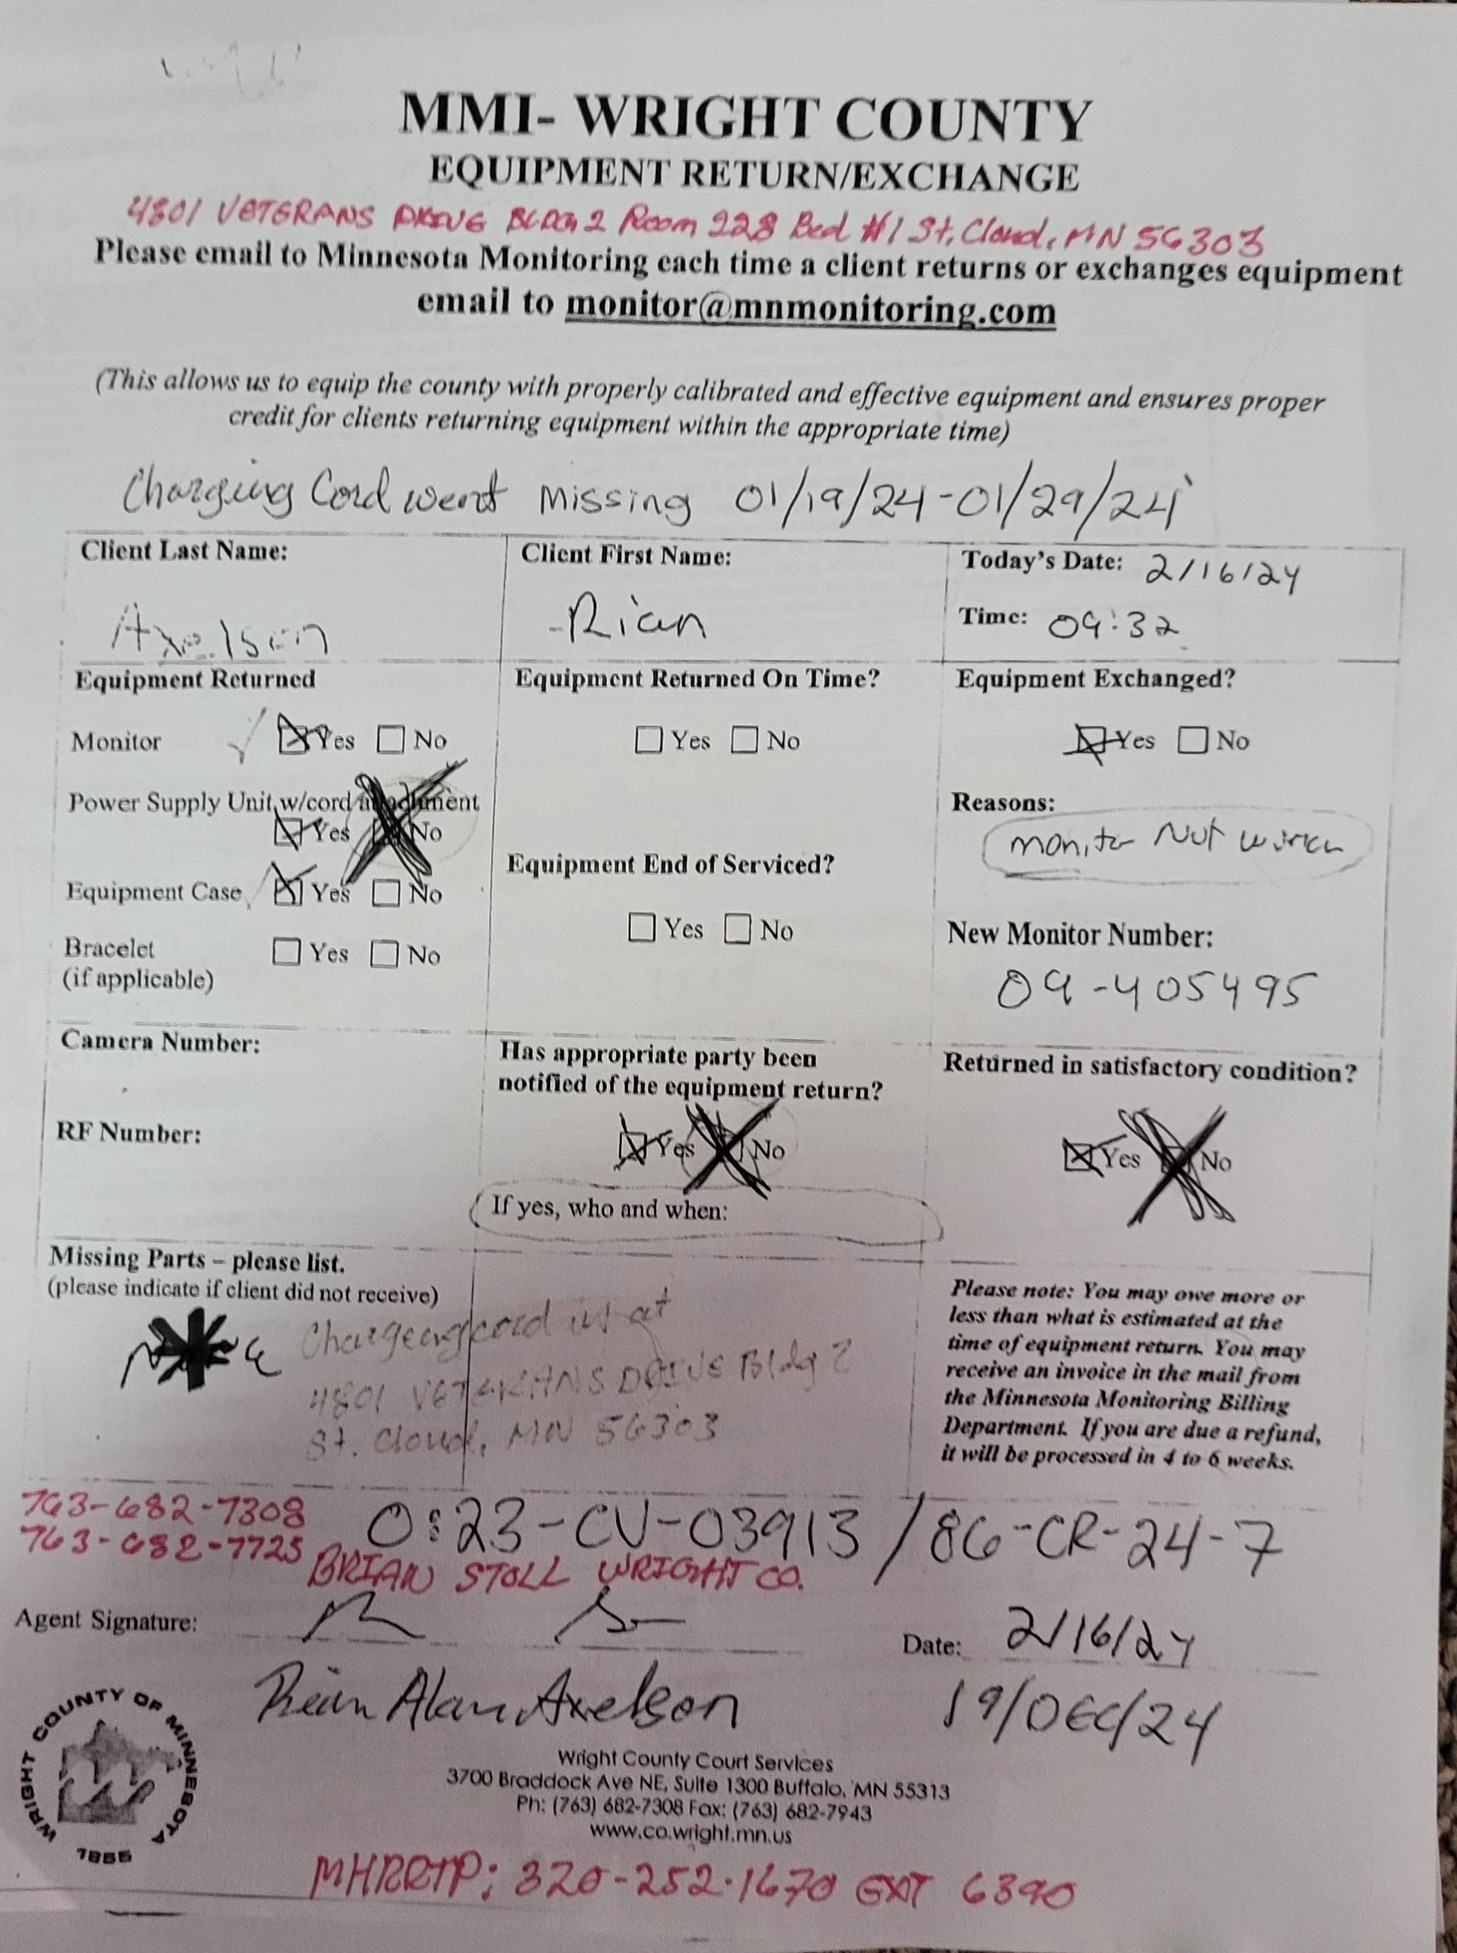 MMI- WRIGHT COUNTY
EQUIPMENT RETURN/EXCHANGE
4801 VETERANS DRIVE BLDG 2 Room 228 Bed #1 St, Cloud, MN 56303
Please email to Minnesota Monitoring each time a client returns or exchanges equipment
email to monitor@mnmonitoring.com
(This allows us to equip the county with properly calibrated and effective equipment and ensures proper
credit for clients returning equipment within the appropriate time)
Charging Cord went missing 01/19/24-01/29/24
Client Last Name:
Axelson
Client First Name:
Rian
Today's Date: 2/16/24
Time: 09:32
Equipment Returned
Monitor Yes No
Power Supply Unit w/cord attachment
Yes No
Equipment Case Yes No
Bracelet Yes No
(if applicable)
Equipment Returned On Time?
Yes No
Equipment End of Serviced?
Yes No
Equipment Exchanged?
Yes No
Reasons:
monitor Not
New Monitor Number:
09-405495
Camera Number:
RF Number:
Has appropriate party been
notified of the equipment return?
Yes No
If yes, who and when:
Returned in satisfactory condition?
Yes No
Missing Parts – please list.
(please indicate if client did not receive)
Chargeing cord is at
4801 VETERANS DRIVE Bldg 2
St. Cloud, MN 56303
Please note: You may owe more or
less than what is estimated at the
time of equipment return. You may
receive an invoice in the mail from
the Minnesota Monitoring Billing
Department. If you are due a refund,
it will be processed in 4 to 6 weeks.
763-682-7308
763-682-7725
0:23-CV-03913 / 86-CR-24-7
BRIAN STOLL WRIGHT CO.
Agent Signature:
Date: 2/16/24
Rian Alan Axelson 19/DEC/24
WRIGHT COUNTY OF MINNESOTA
1855
Wright County Court Services
3700 Braddock Ave NE, Suite 1300 Buffalo, MN 55313
Ph: (763) 682-7308 Fax: (763) 682-7943
www.co.wright.mn.us
MHRRTP: 320-252-1670 EXT 6390